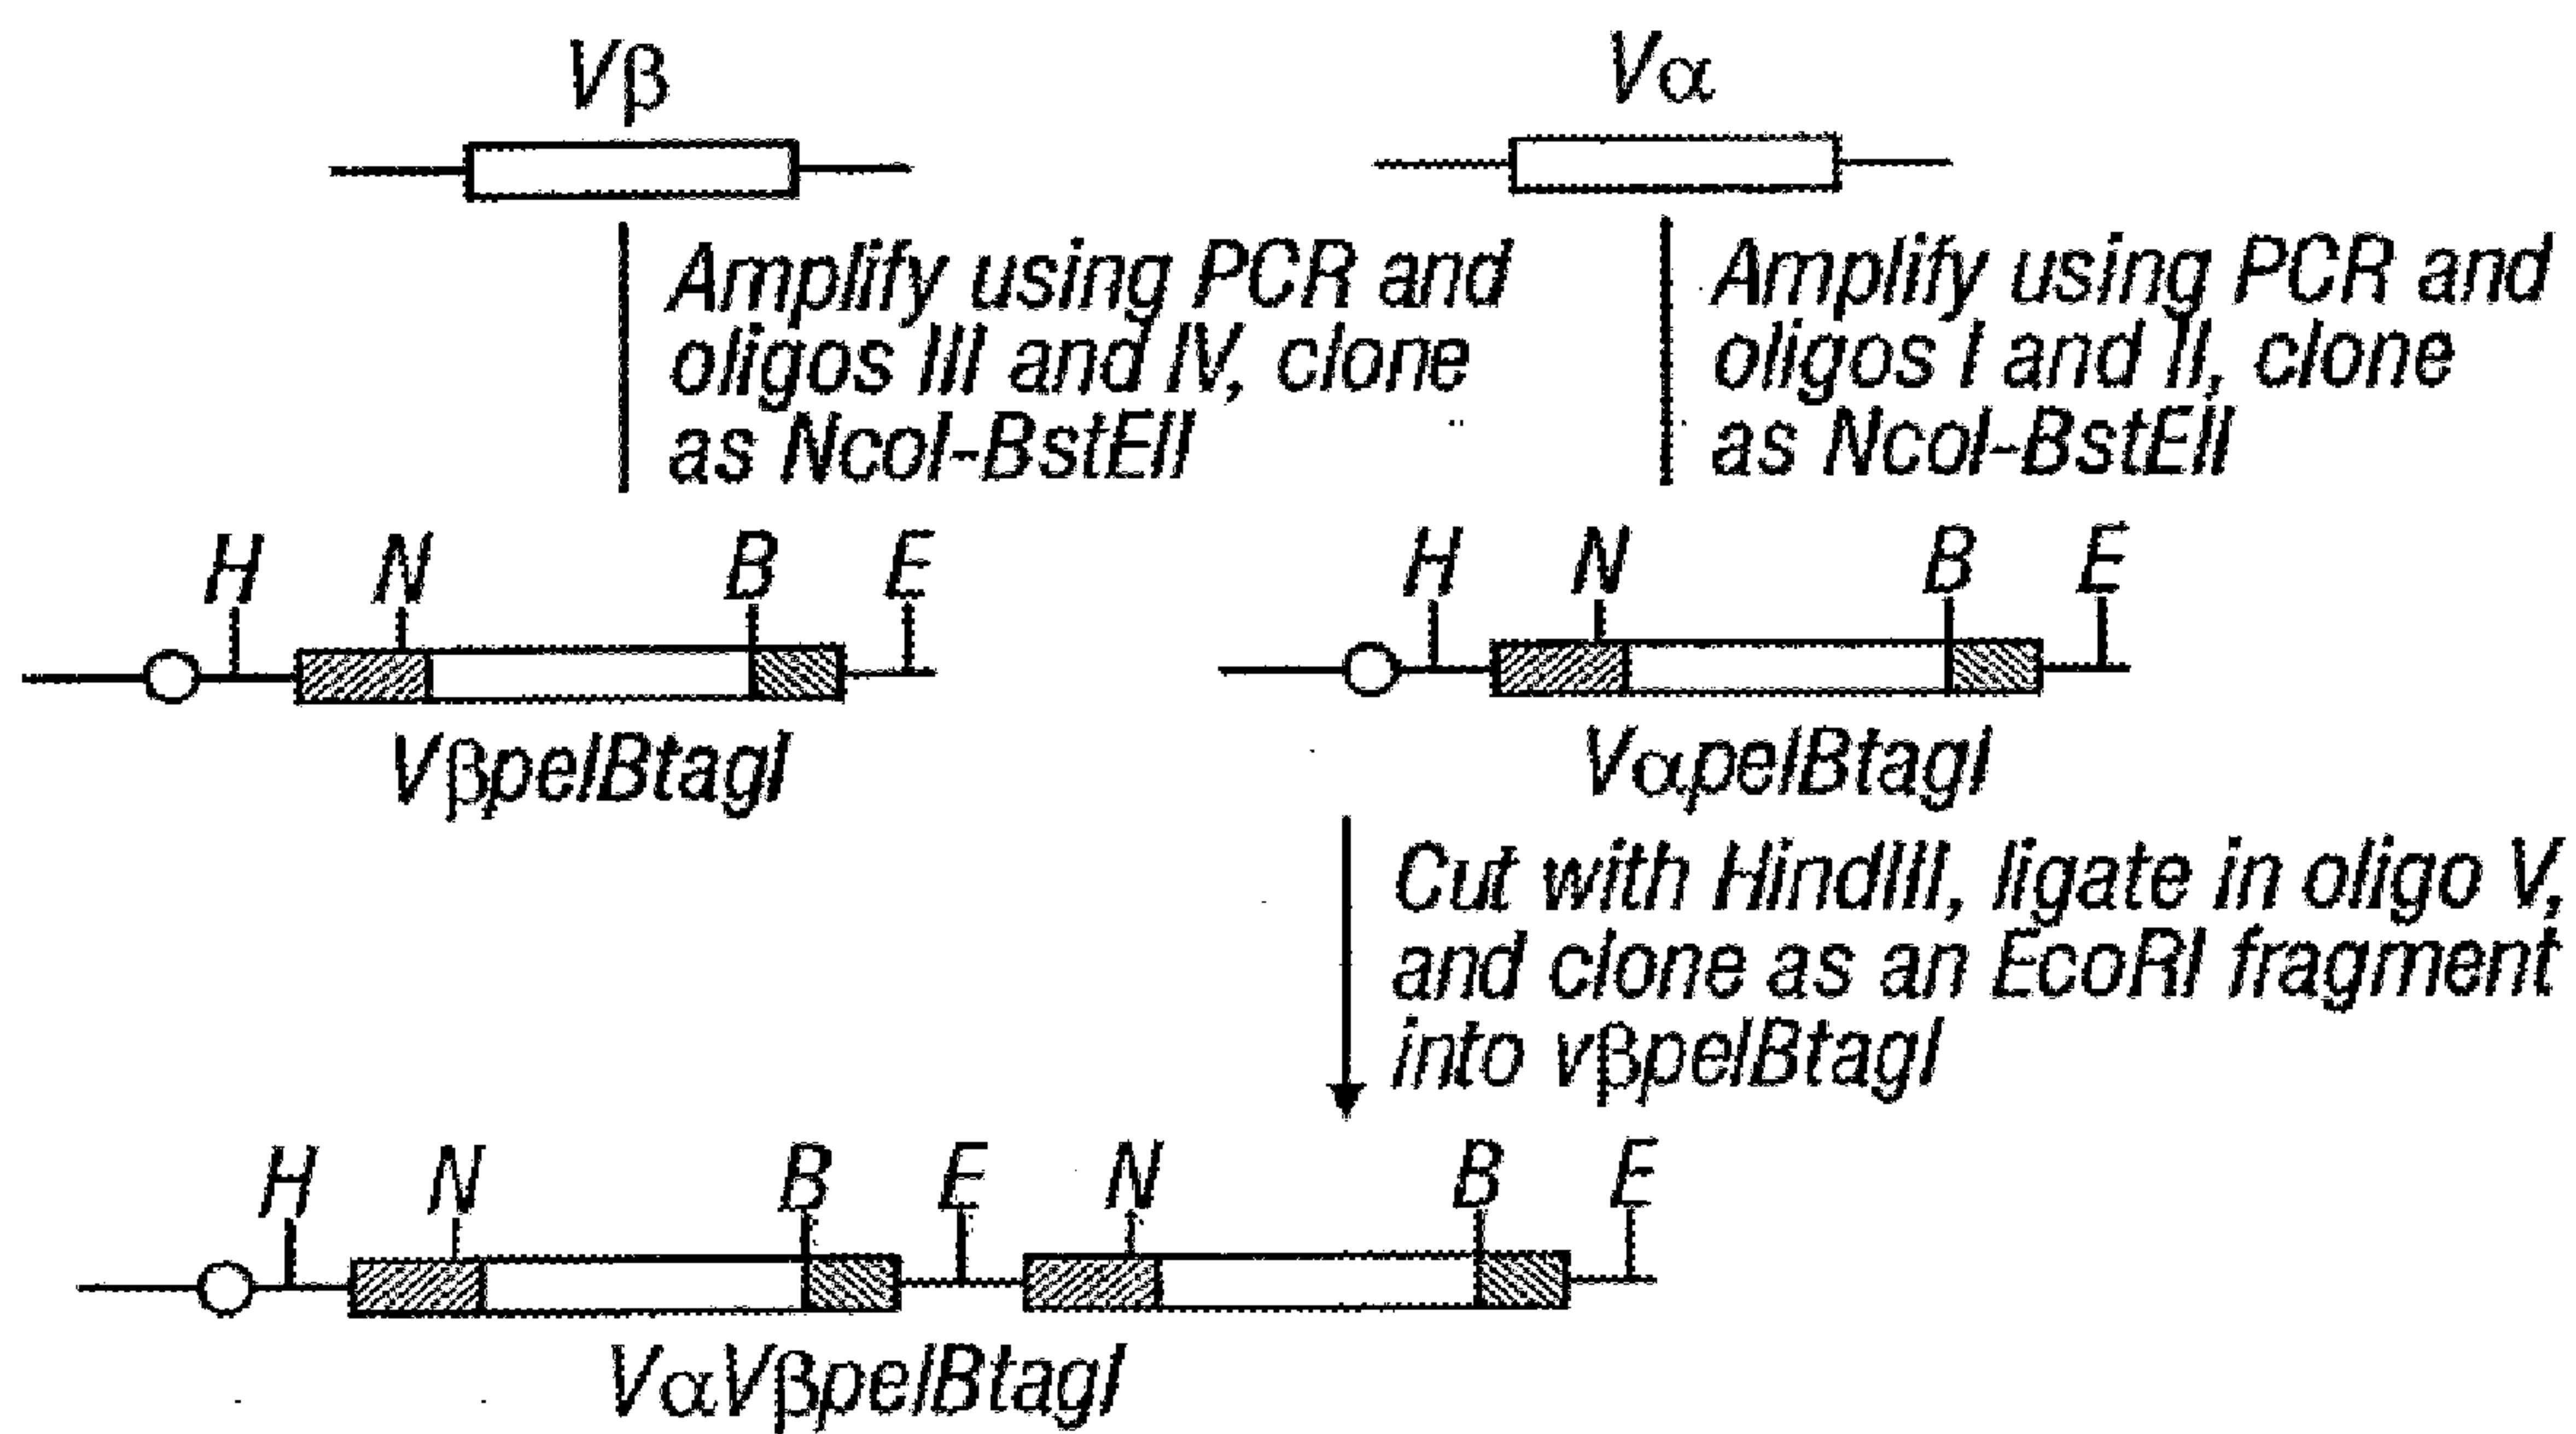 Vβ
Vα
Amplify using PCR and
oligos III and IV, clone
as NcoI-BstEII
Amplify using PCR and
oligos I and II, clone
as NcoI-BstEII
H N B E
H N B E
VβpelBtagI
VαpelBtagI
Cut with HindIII, ligate in oligo V,
and clone as an EcoRI fragment
into vβpelBtagI
H N B E N B E
VαVβpelBtagI